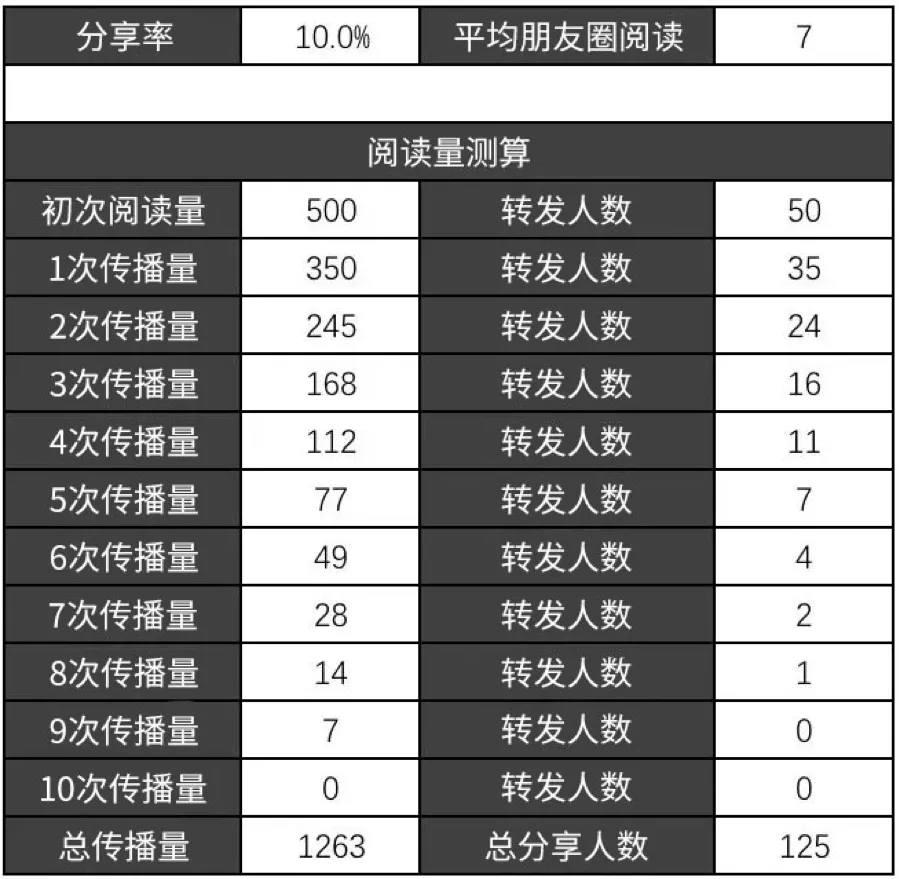 分享率 10.0% 平均朋友圈阅读 7
阅读量测算
初次阅读量 500 转发人数 50
1次传播量 350 转发人数 35
2次传播量 245 转发人数 24
3次传播量 168 转发人数 16
4次传播量 112 转发人数 11
5次传播量 77 转发人数 7
6次传播量 49 转发人数 4
7次传播量 28 转发人数 2
8次传播量 14 转发人数 1
9次传播量 7 转发人数 0
10次传播量 0 转发人数 0
总传播量 1263 总分享人数 125